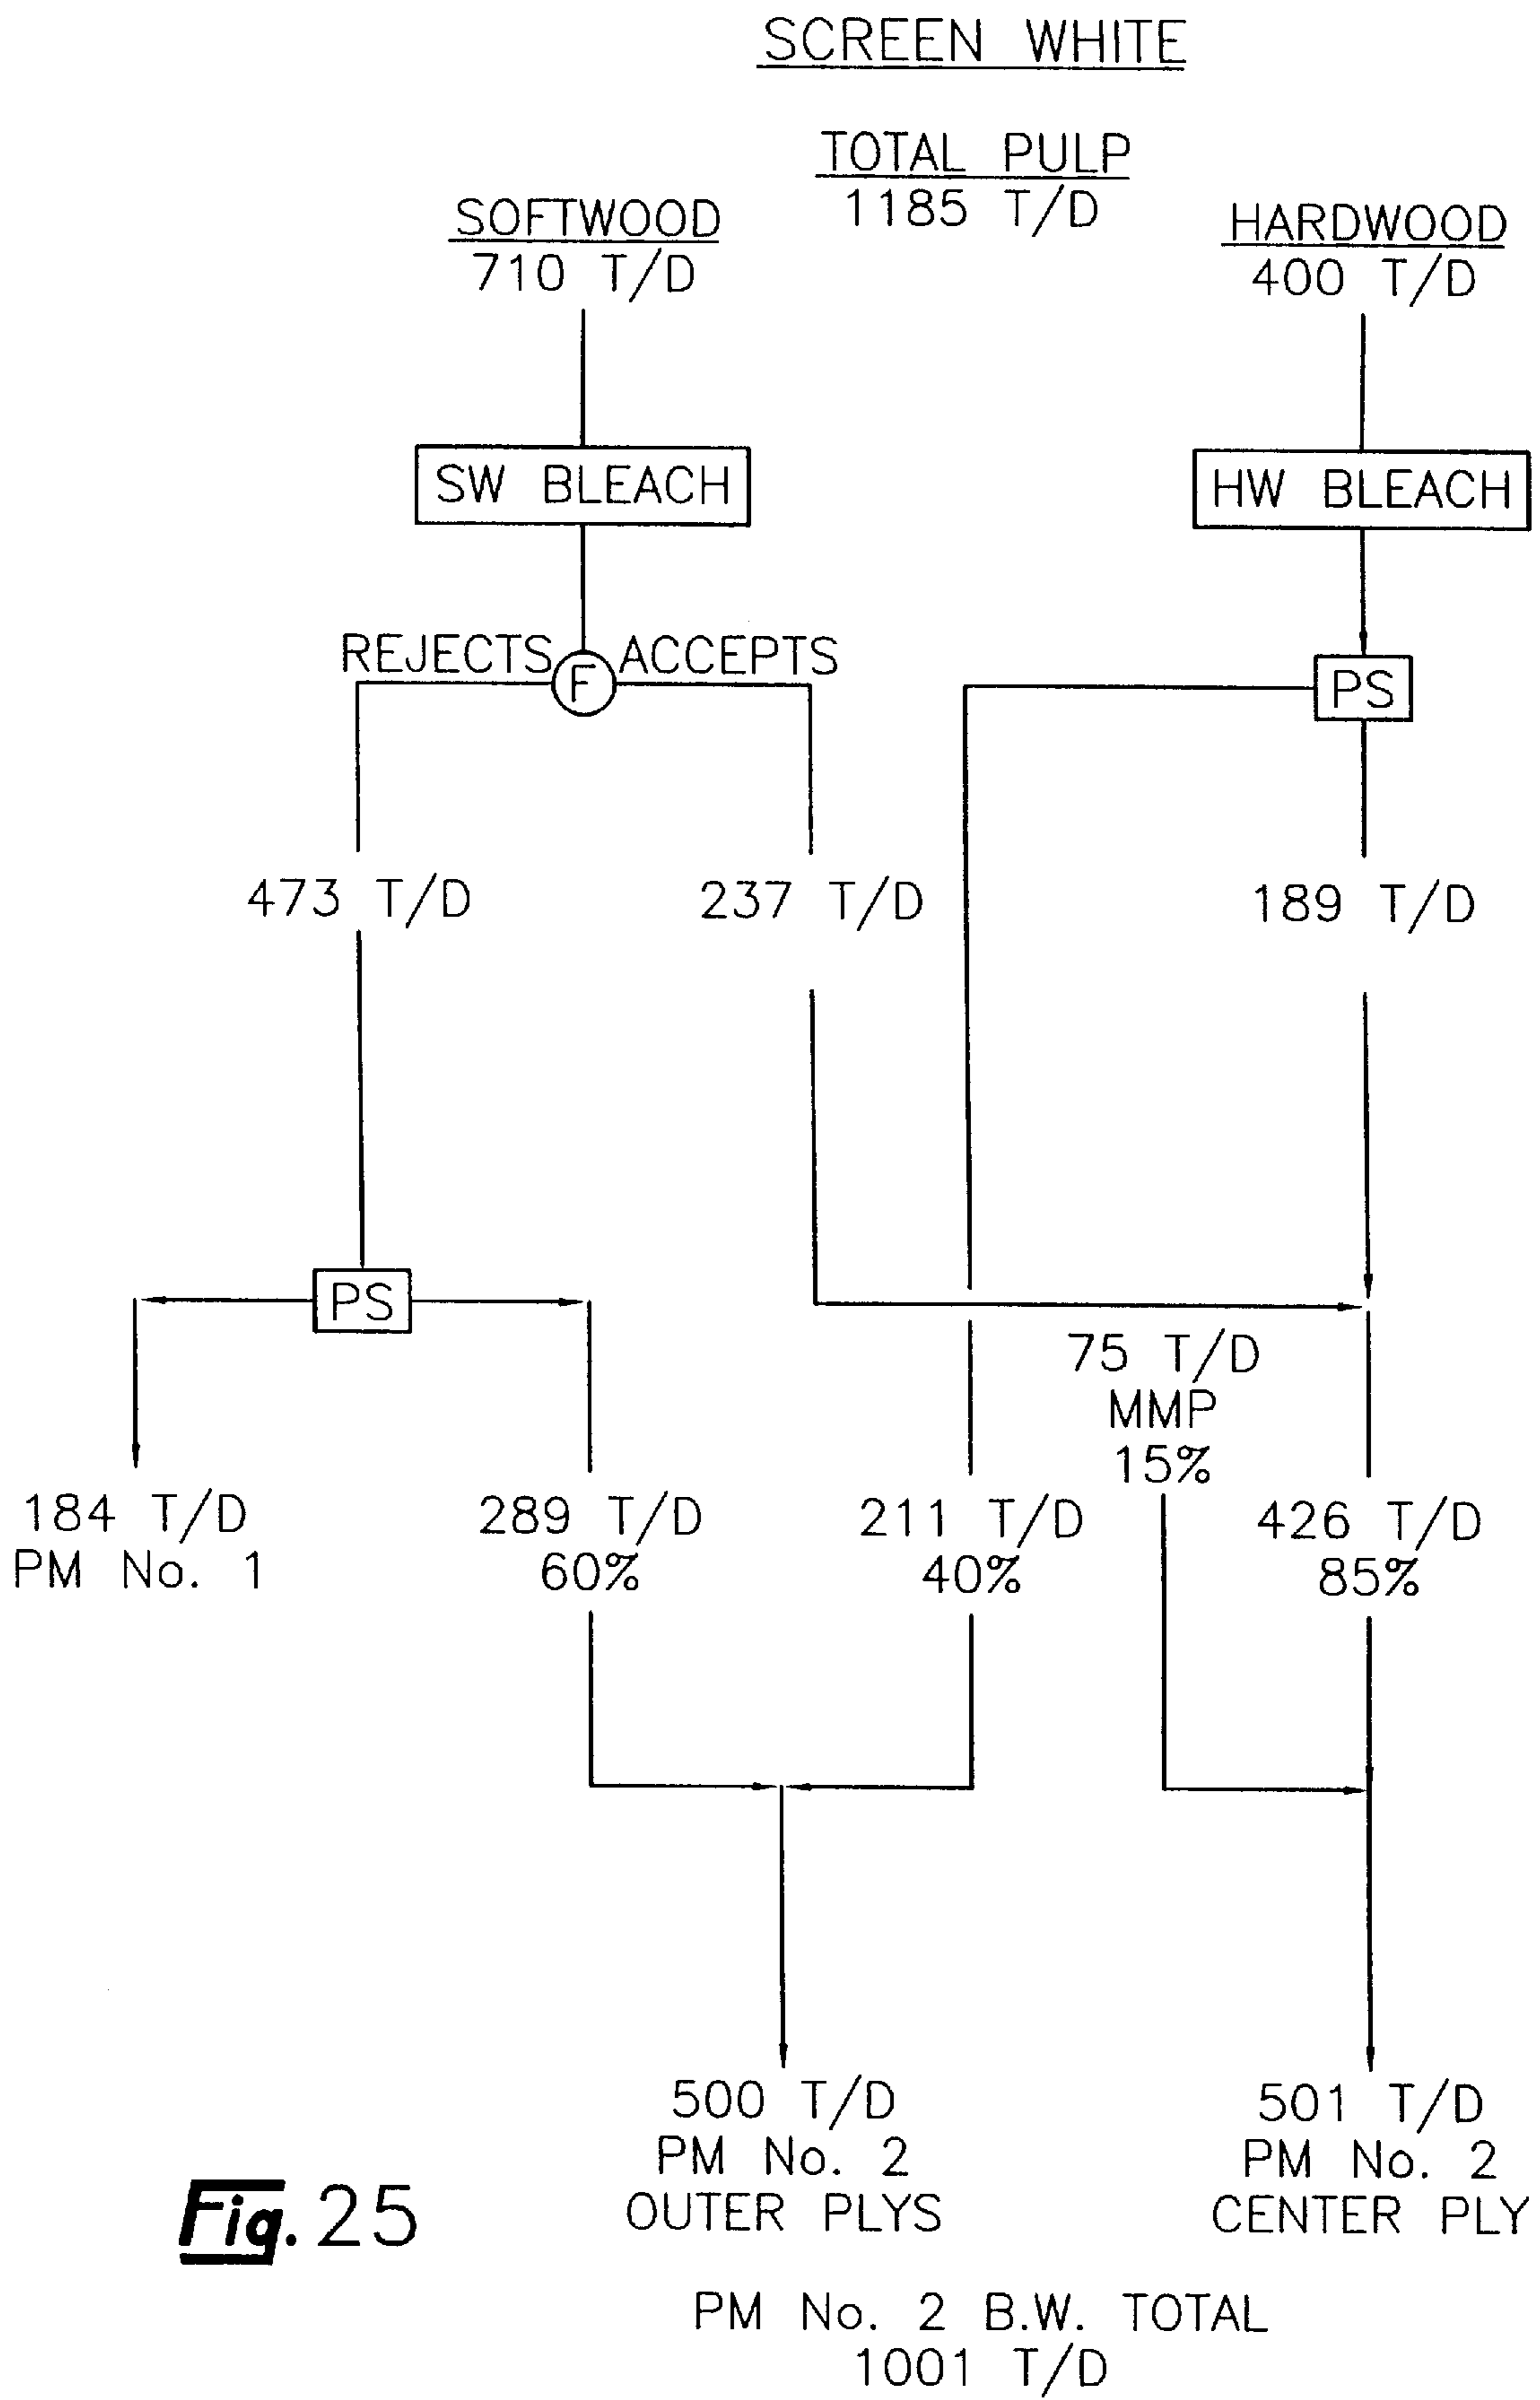 SCREEN WHITE
TOTAL PULP
1185 T/D
SOFTWOOD
710 T/D
HARDWOOD
400 T/D
SW BLEACH
HW BLEACH
REJECTS F ACCEPTS
PS
473 T/D
237 T/D
189 T/D
PS
75 T/D
MMP
15%
184 T/D
PM No. 1
289 T/D
60%
211 T/D
40%
426 T/D
85%
500 T/D
PM No. 2
OUTER PLYS
501 T/D
PM No. 2
CENTER PLY
PM No. 2 B.W. TOTAL
1001 T/D
Fig. 25